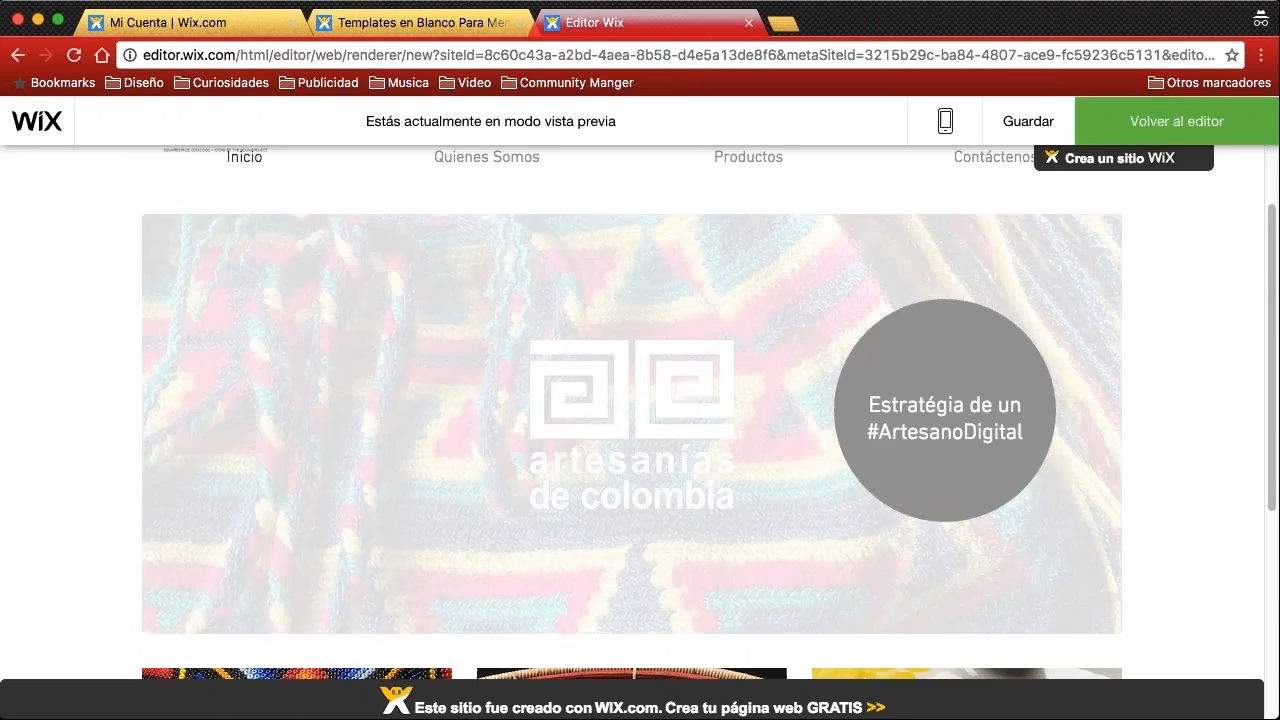 Mi Cuenta | Wix.com
Templates en Blanco Para Mer
Editor Wix
editor.wix.com/html/editor/web/renderer/new?siteId=8c60c43a-a2bd-4aea-8b58-d4e5a13de8f6&metaSiteId=3215b29c-ba84-4807-ace9-fc59236c5131&edito...
Bookmarks Diseño Curiosidades Publicidad Musica Video Community Manger Otros marcadores
WiX Estás actualmente en modo vista previa Guardar Volver al editor
Inicio Quienes Somos Productos Contáctenos
Crea un sitio WiX
Estratégia de un
#ArtesanoDigital
artesanías
de colombia
Este sitio fue creado con WIX.com. Crea tu página web GRATIS >>